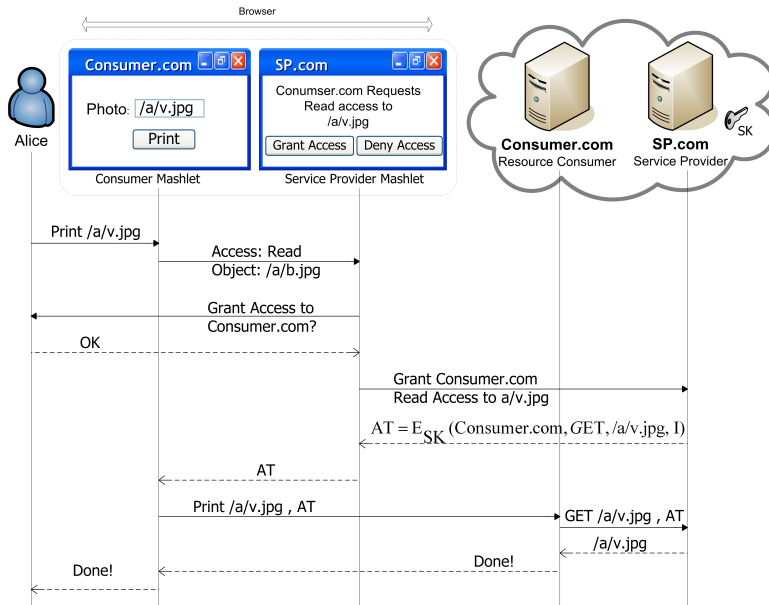 Browser
Consumer.com
SP.com
Photo: /a/v.jpg
Print
Conumser.com Requests
Read access to
/a/v.jpg
Grant Access
Deny Access
Alice
Consumer Mashlet
Service Provider Mashlet
Consumer.com
Resource Consumer
SP.com
Service Provider
SK
Print /a/v.jpg
Access: Read
Object: /a/b.jpg
Grant Access to
Consumer.com?
OK
Grant Consumer.com
Read Access to a/v.jpg
AT = E_SK (Consumer.com, GET, /a/v.jpg, I)
AT
Print /a/v.jpg , AT
GET /a/v.jpg , AT
/a/v.jpg
Done!
Done!